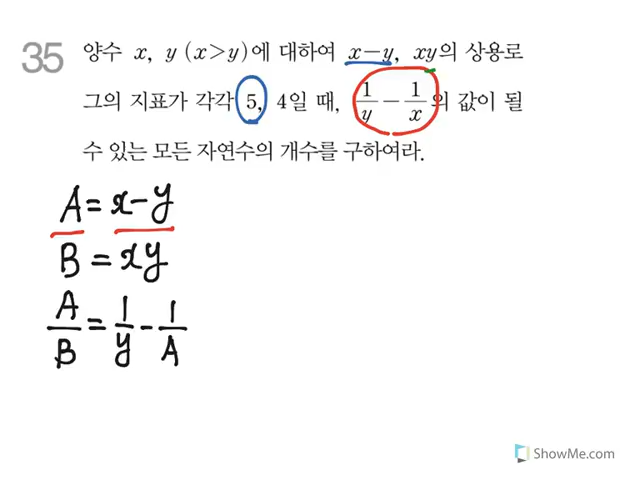 35 양수 x, y (x>y)에 대하여 x-y, xy의 상용로
그의 지표가 각각 5, 4일 때, 1/y - 1/x의 값이 될
수 있는 모든 자연수의 개수를 구하여라.
A = x-y
B = xy
A/B = 1/y - 1/A
ShowMe.com